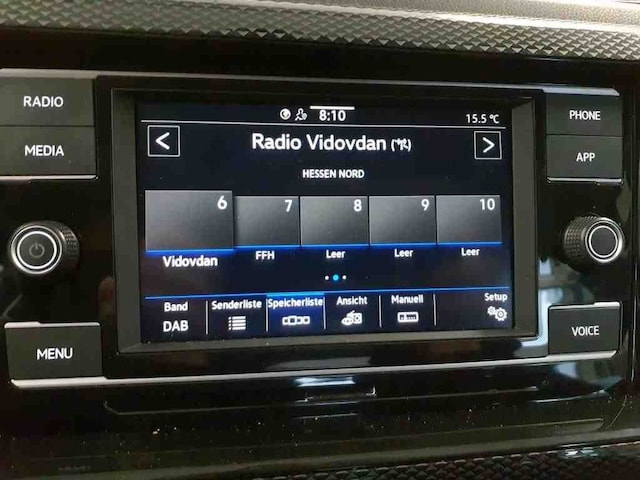 RADIO
MEDIA
MENU
8:10
15.5 °C
< Radio Vidovdan >
HESSEN NORD
6 7 8 9 10
Vidovdan FFH Leer Leer Leer
Band Senderliste Speicherliste Ansicht Manuell Setup
DAB
PHONE
APP
VOICE